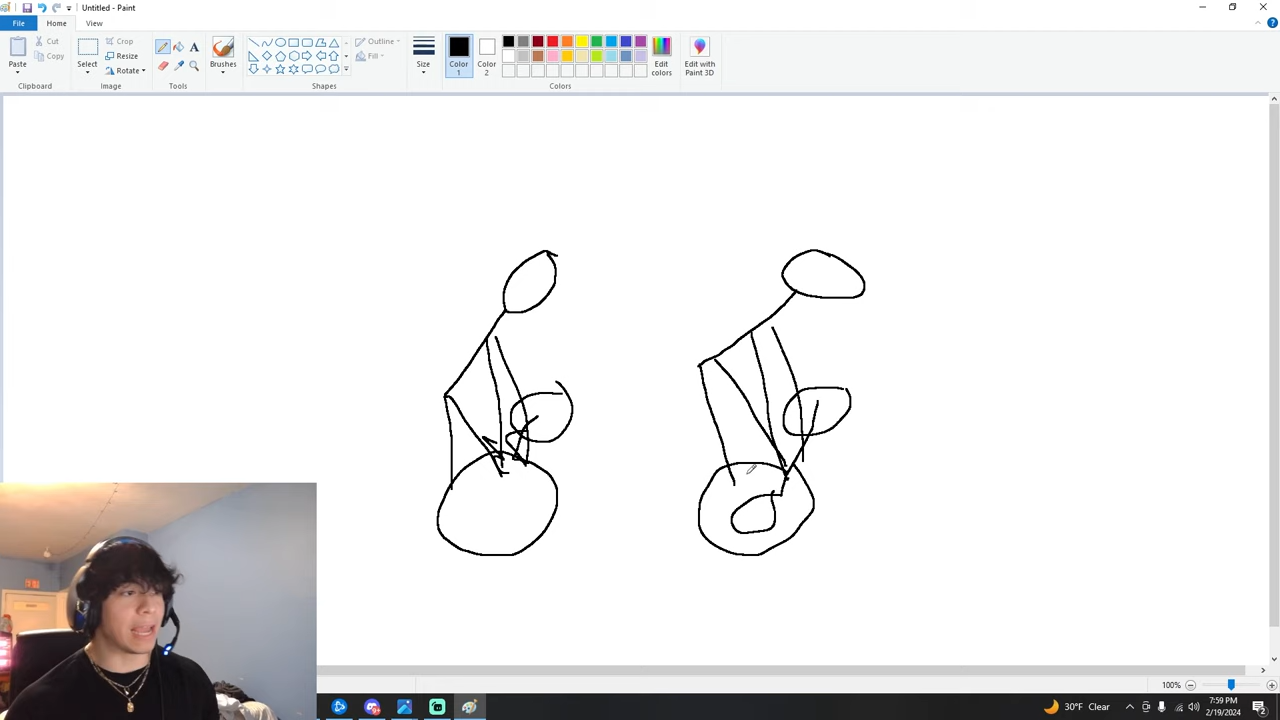 Untitled - Paint
File Home View
Paste
Cut
Copy
Clipboard
Select
Crop
Resize
Rotate
Image
A
Tools
Brushes
Shapes
Outline
Fill
Size
Color 1
Color 2
Colors
Edit colors
Edit with Paint 3D
100%
30°F Clear
7:59 PM
2/19/2024